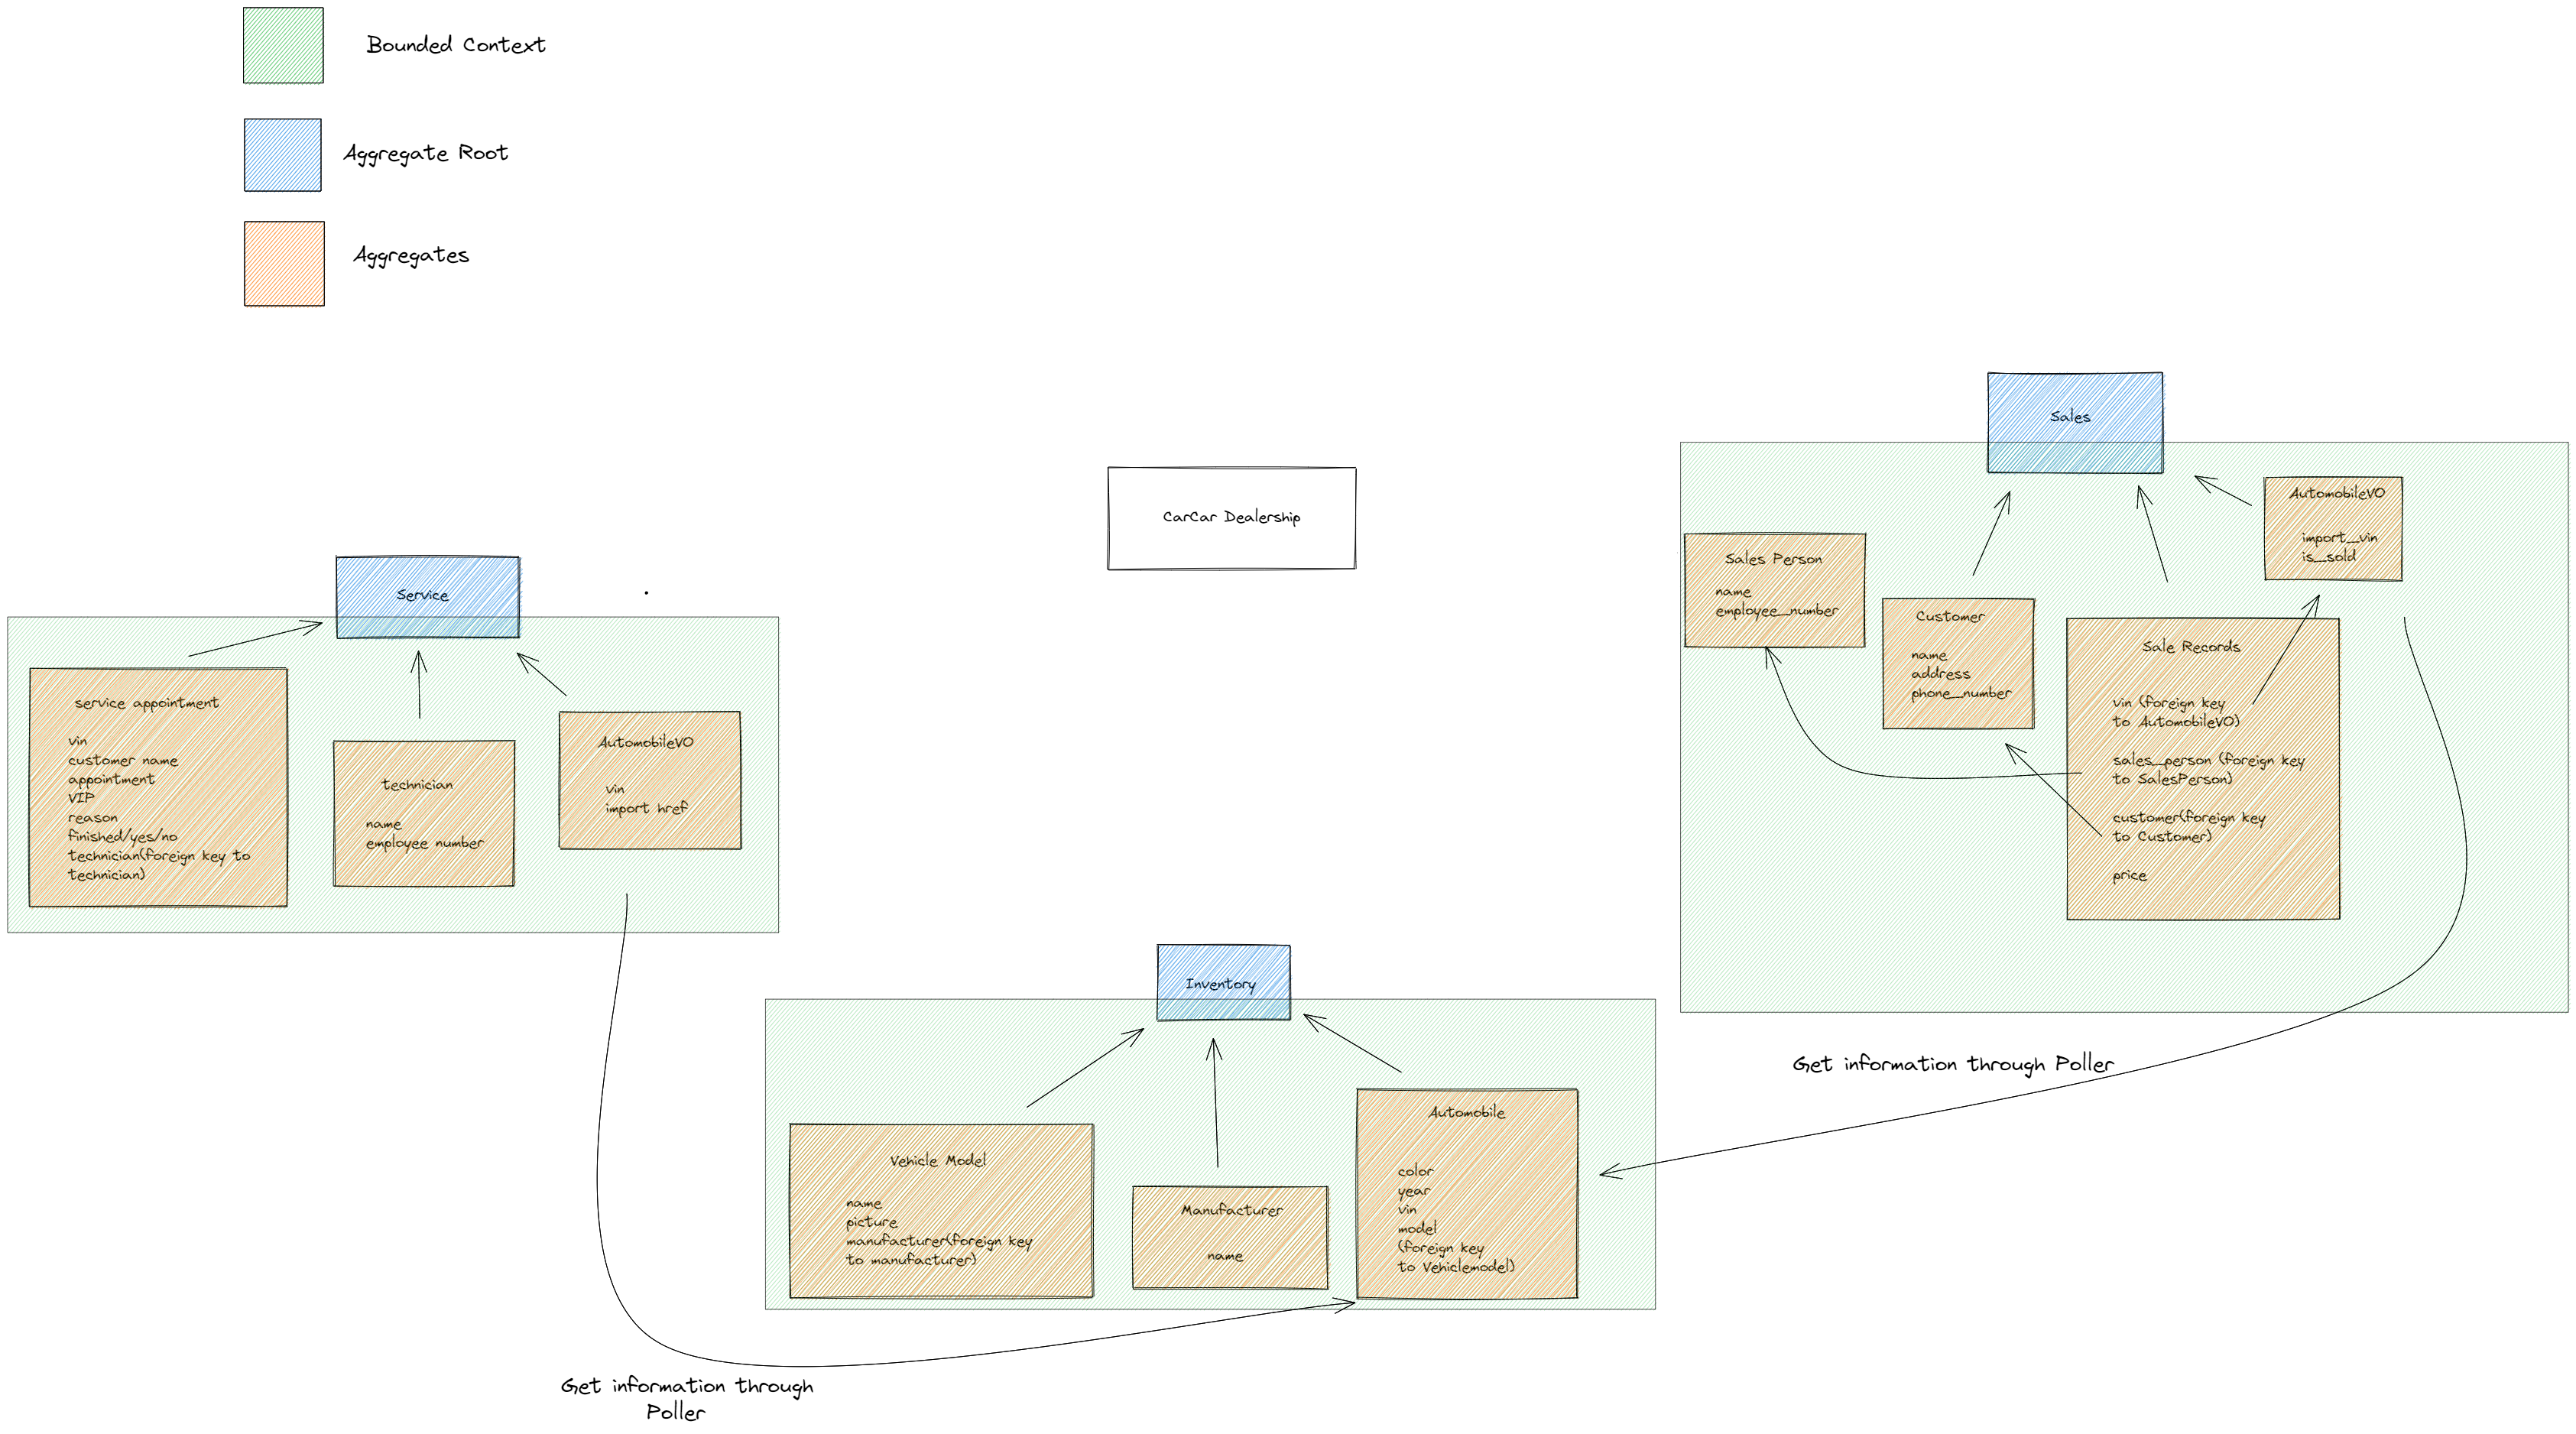 Bounded Context
Aggregate Root
Aggregates
CarCar Dealership
Service
service appointment
vin
customer name
appointment
VIP
reason
finished/yes/no
technician(foreign key to
technician)
technician
name
employee number
AutomobileVO
vin
import href
Get information through
Poller
Inventory
Vehicle Model
name
picture
manufacturer(foreign key
to manufacturer)
Manufacturer
name
Automobile
color
year
vin
model
(foreign key
to Vehiclemodel)
Sales
Sales Person
name
employee_number
Customer
name
address
phone_number
Sale Records
vin (foreign key
to AutomobileVO)
sales_person (foreign key
to SalesPerson)
customer(foreign key
to Customer)
price
AutomobileVO
import_vin
is_sold
Get information through Poller